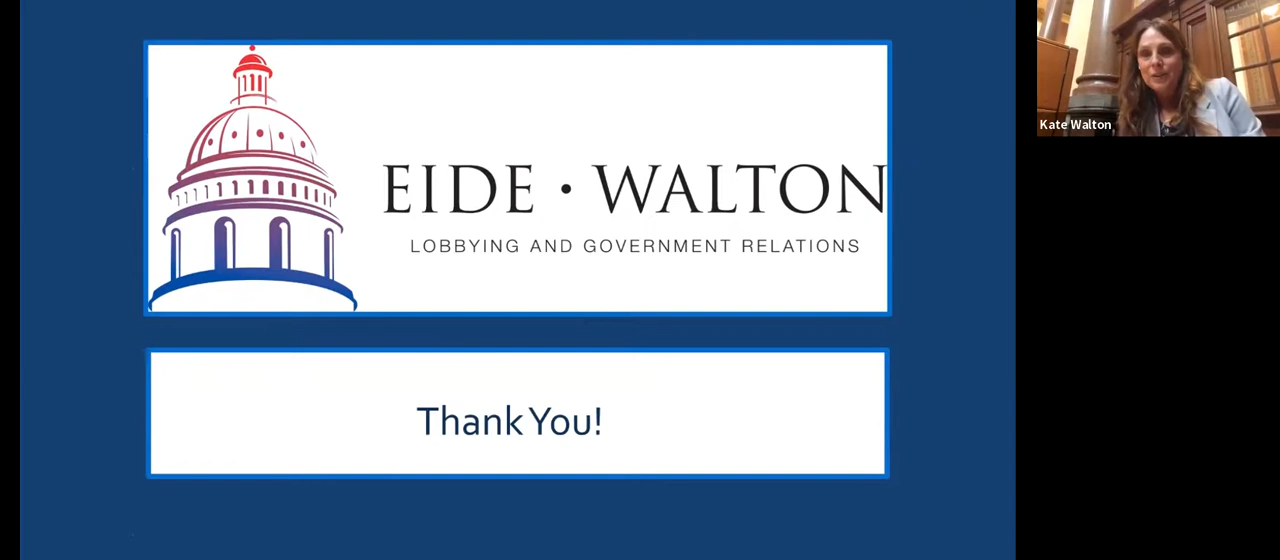 EIDE • WALTON
LOBBYING AND GOVERNMENT RELATIONS
Thank You!
Kate Walton